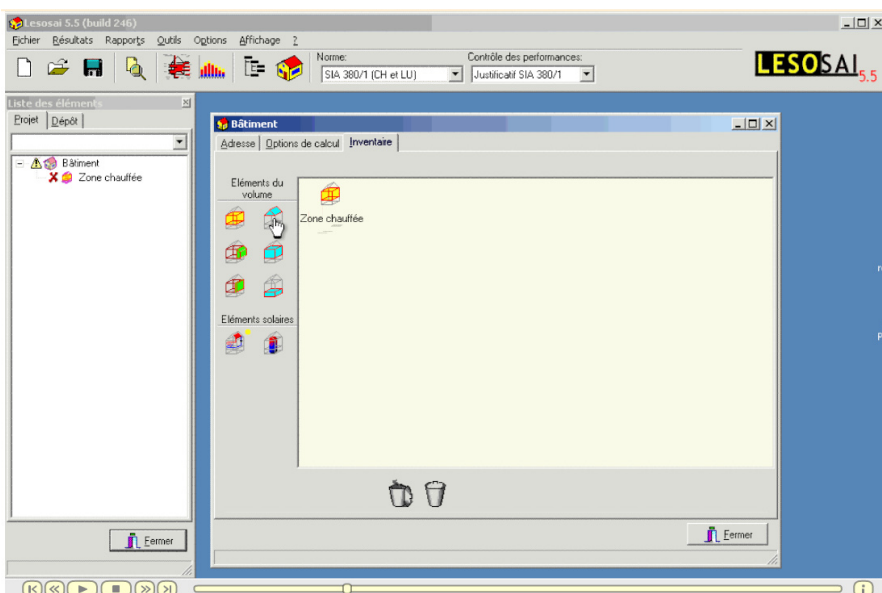 Lesosai 5.5 (build 246)
Fichier Résultats Rapports Outils Options Affichage ?
Norme:
Contrôle des performances:
SIA 380/1 (CH et LU)
Justificatif SIA 380/1
LESOSAI 5.5
Liste des éléments
Projet Dépôt
Bâtiment
Zone chauffée
Fermer
Bâtiment
Adresse Options de calcul Inventaire
Eléments du
volume
Zone chauffée
Eléments solaires
Fermer